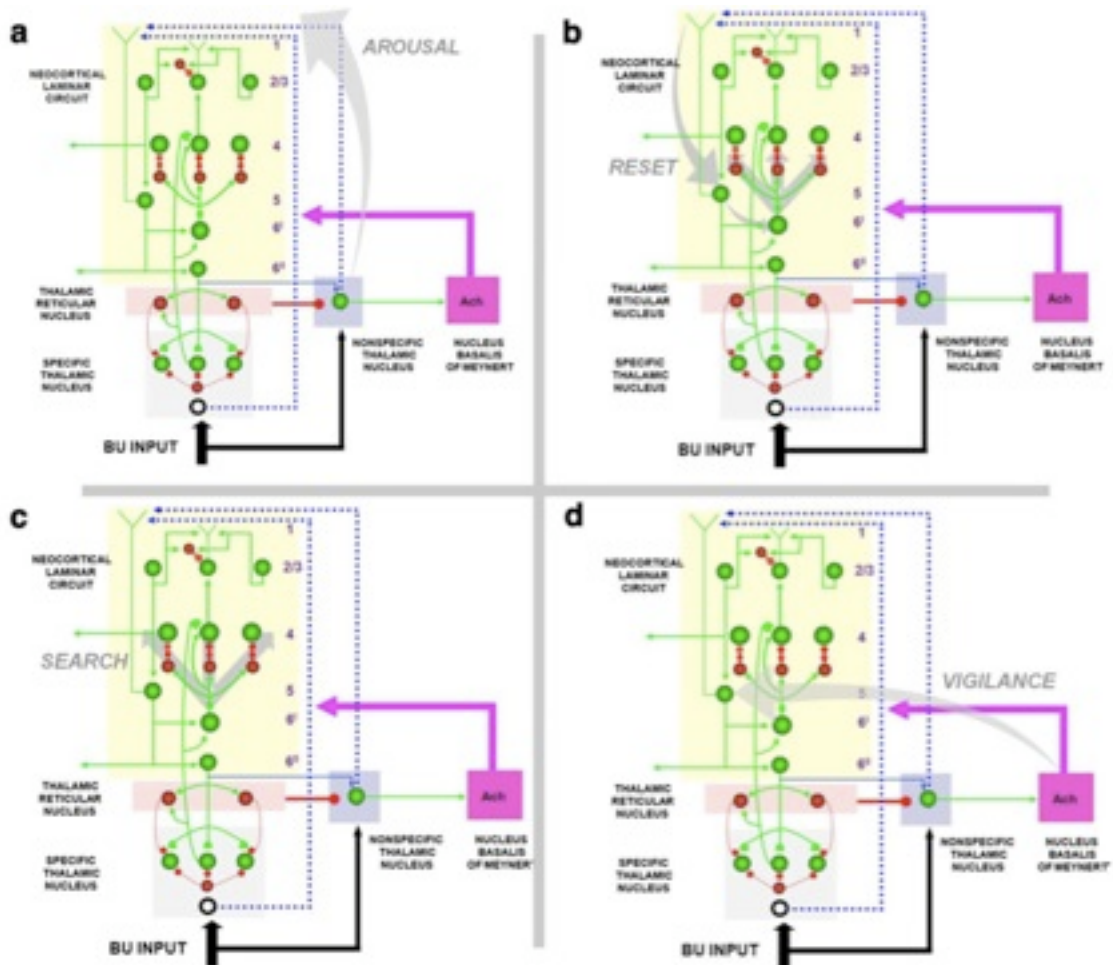 a
AROUSAL
NEOCORTICAL
LAMINAR
CIRCUIT
1
2/3
4
5
6ᴵ
6ᴵᴵ
THALAMIC
RETICULAR
NUCLEUS
Ach
SPECIFIC
THALAMIC
NUCLEUS
NONSPECIFIC
THALAMIC
NUCLEUS
NUCLEUS
BASALIS
OF MEYNERT
BU INPUT
b
NEOCORTICAL
LAMINAR
CIRCUIT
1
2/3
4
RESET
5
6ᴵ
6ᴵᴵ
THALAMIC
RETICULAR
NUCLEUS
Ach
SPECIFIC
THALAMIC
NUCLEUS
NONSPECIFIC
THALAMIC
NUCLEUS
NUCLEUS
BASALIS
OF MEYNERT
BU INPUT
c
NEOCORTICAL
LAMINAR
CIRCUIT
1
2/3
4
SEARCH
5
6ᴵ
6ᴵᴵ
THALAMIC
RETICULAR
NUCLEUS
Ach
SPECIFIC
THALAMIC
NUCLEUS
NONSPECIFIC
THALAMIC
NUCLEUS
NUCLEUS
BASALIS
OF MEYNERT
BU INPUT
d
NEOCORTICAL
LAMINAR
CIRCUIT
1
2/3
4
VIGILANCE
5
6ᴵ
6ᴵᴵ
THALAMIC
RETICULAR
NUCLEUS
Ach
SPECIFIC
THALAMIC
NUCLEUS
NONSPECIFIC
THALAMIC
NUCLEUS
NUCLEUS
BASALIS
OF MEYNERT
BU INPUT